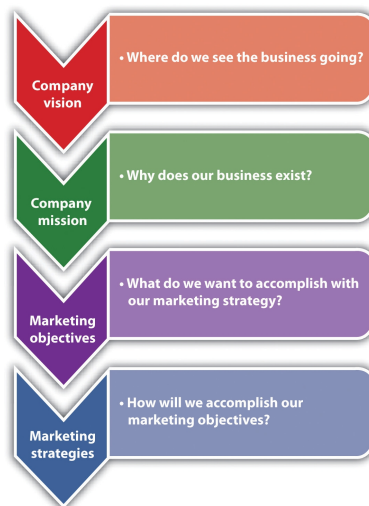 Company
vision
• Where do we see the business going?
Company
mission
• Why does our business exist?
Marketing
objectives
• What do we want to accomplish with
our marketing strategy?
Marketing
strategies
• How will we accomplish our
marketing objectives?